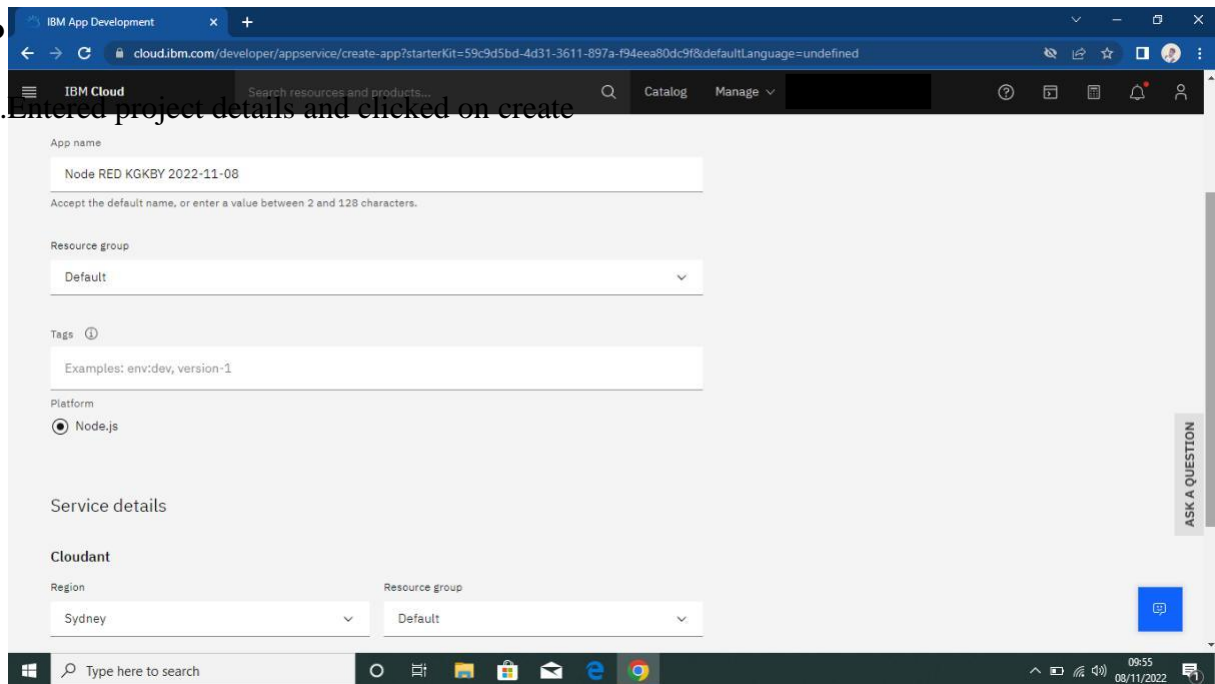 IBM App Development
cloud.ibm.com/developer/appservice/create-app?starterKit=59c9d5bd-4d31-3611-897a-f94eea80dc9f&defaultLanguage=undefined
IBM Cloud Search resources and products... Catalog Manage
.Entered project details and clicked on create
App name
Node RED KGKBY 2022-11-08
Accept the default name, or enter a value between 2 and 128 characters.
Resource group
Default
Tags
Examples: env:dev, version-1
Platform
Node.js
ASK A QUESTION
Service details
Cloudant
Region Resource group
Sydney Default
Type here to search
09:55
08/11/2022
1